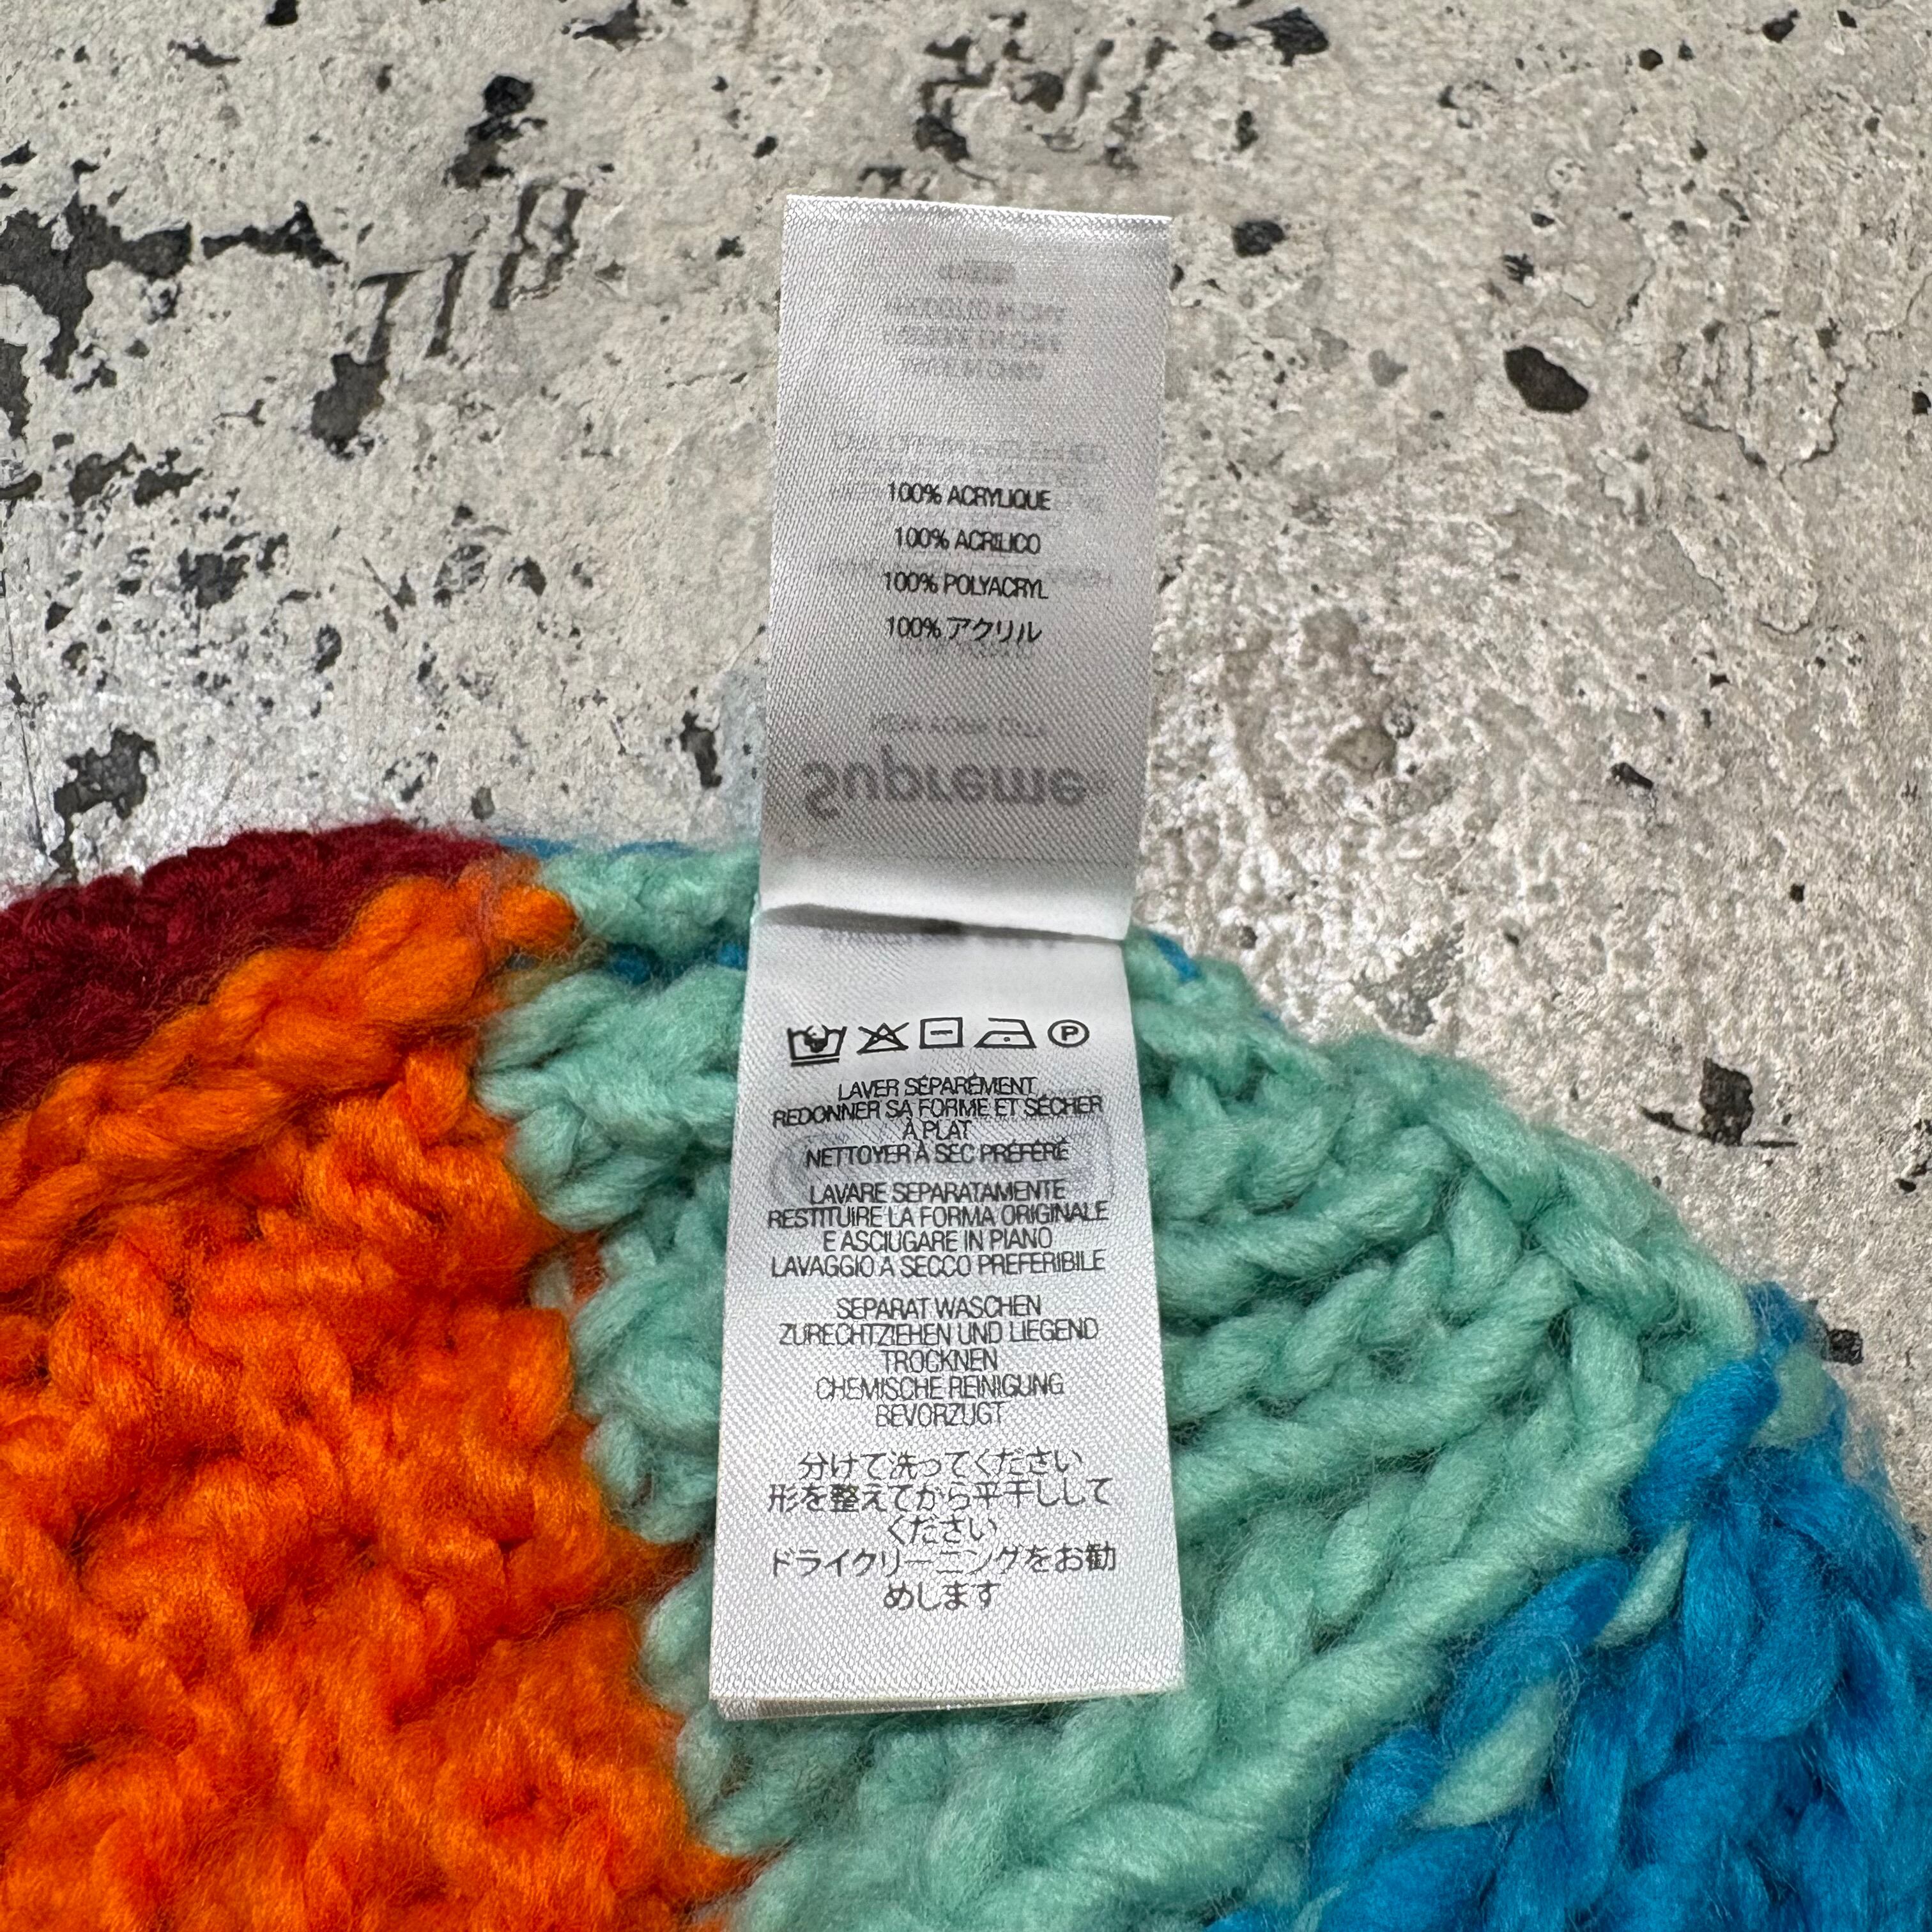 100% ACRYLIQUE
100% ACRILICO
100% POLYACRYL
100% アクリル
Supreme
P
LAVER SÉPARÉMENT
REDONNER SA FORME ET SÉCHER
À PLAT
NETTOYER À SEC PRÉFÉRÉ
LAVARE SEPARATAMENTE
RESTITUIRE LA FORMA ORIGINALE
E ASCIUGARE IN PIANO
LAVAGGIO A SECCO PREFERIBILE
SEPARAT WASCHEN
ZURECHTZIEHEN UND LIEGEND
TROCKNEN
CHEMISCHE REINIGUNG
BEVORZUGT
分けて洗ってください
形を整えてから平干しして
ください
ドライクリーニングをお勧
めします